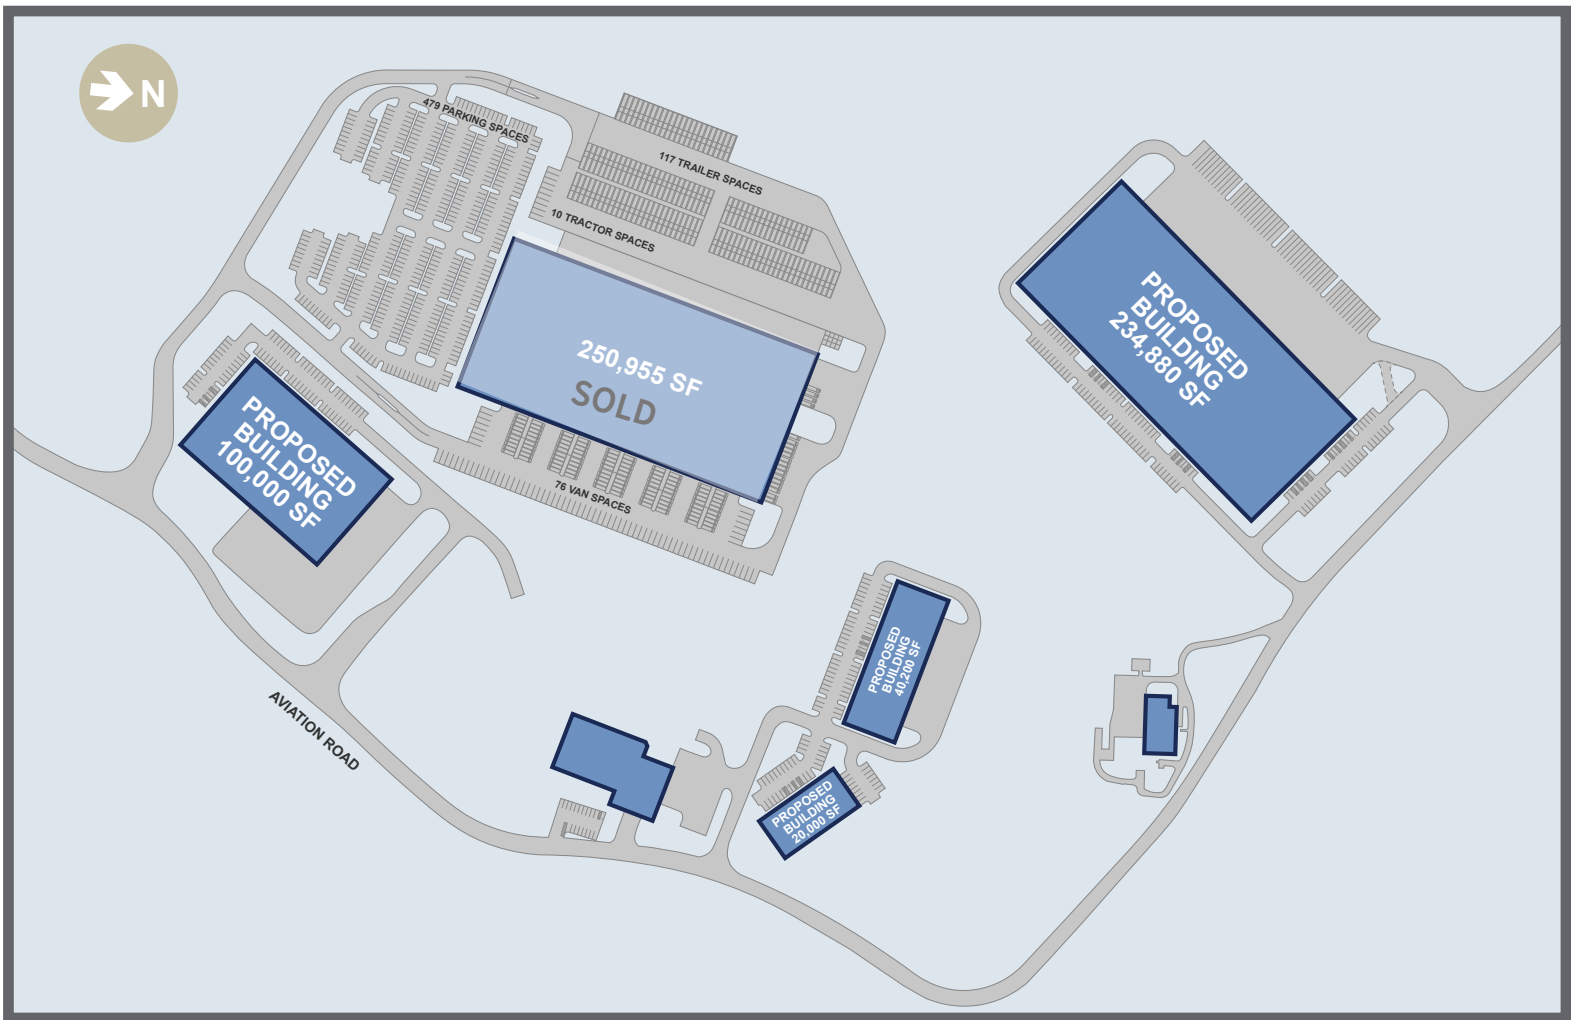 N
479 PARKING SPACES
117 TRAILER SPACES
10 TRACTOR SPACES
250,955 SF
SOLD
76 VAN SPACES
PROPOSED
BUILDING
234,880 SF
PROPOSED
BUILDING
100,000 SF
PROPOSED
BUILDING
40,200 SF
PROPOSED
BUILDING
20,000 SF
AVIATION ROAD